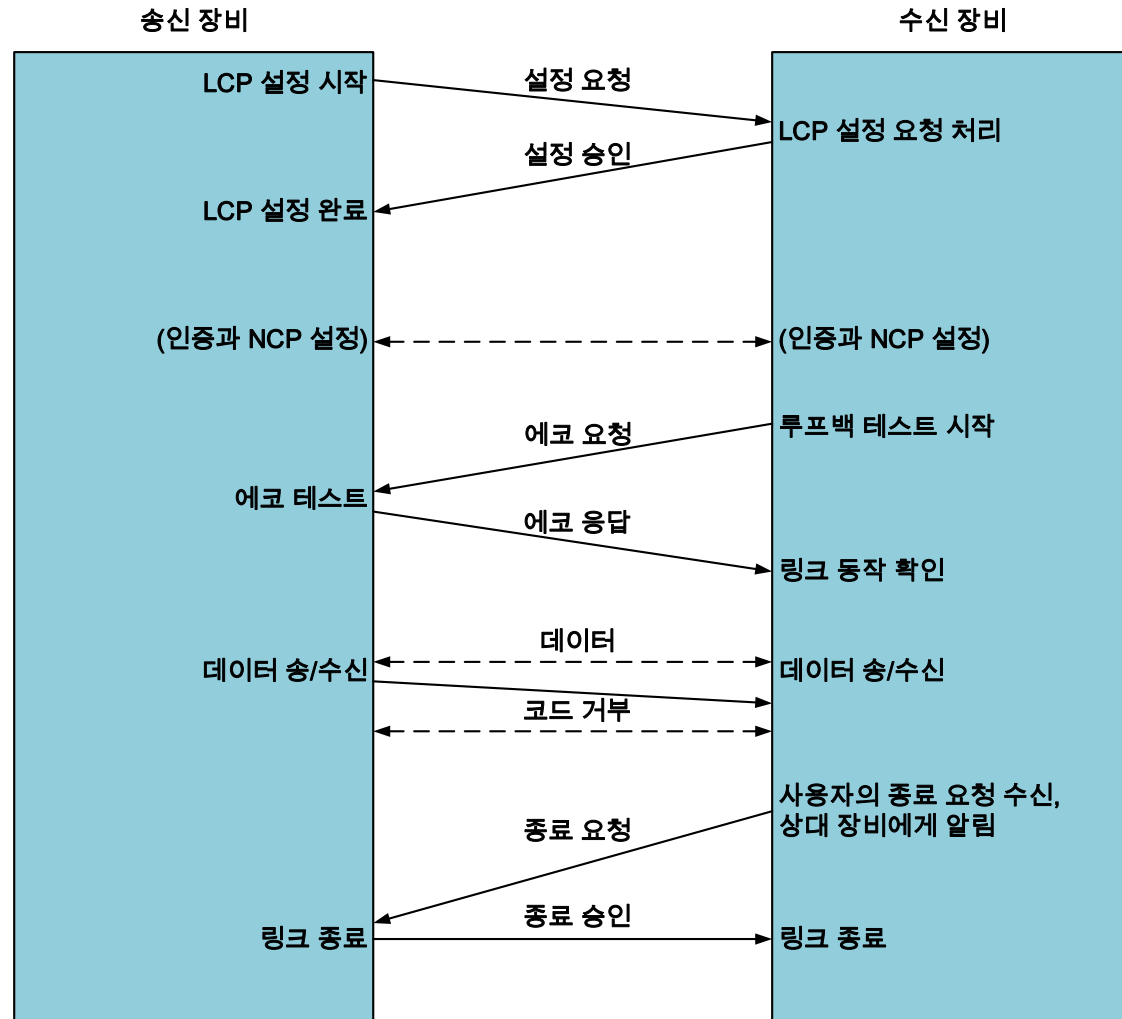 송신 장비
수신 장비
LCP 설정 시작
설정 요청
LCP 설정 요청 처리
설정 승인
LCP 설정 완료
(인증과 NCP 설정)
(인증과 NCP 설정)
루프백 테스트 시작
에코 요청
에코 테스트
에코 응답
링크 동작 확인
데이터
데이터 송/수신
데이터 송/수신
코드 거부
사용자의 종료 요청 수신,
상대 장비에게 알림
종료 요청
종료 승인
링크 종료
링크 종료